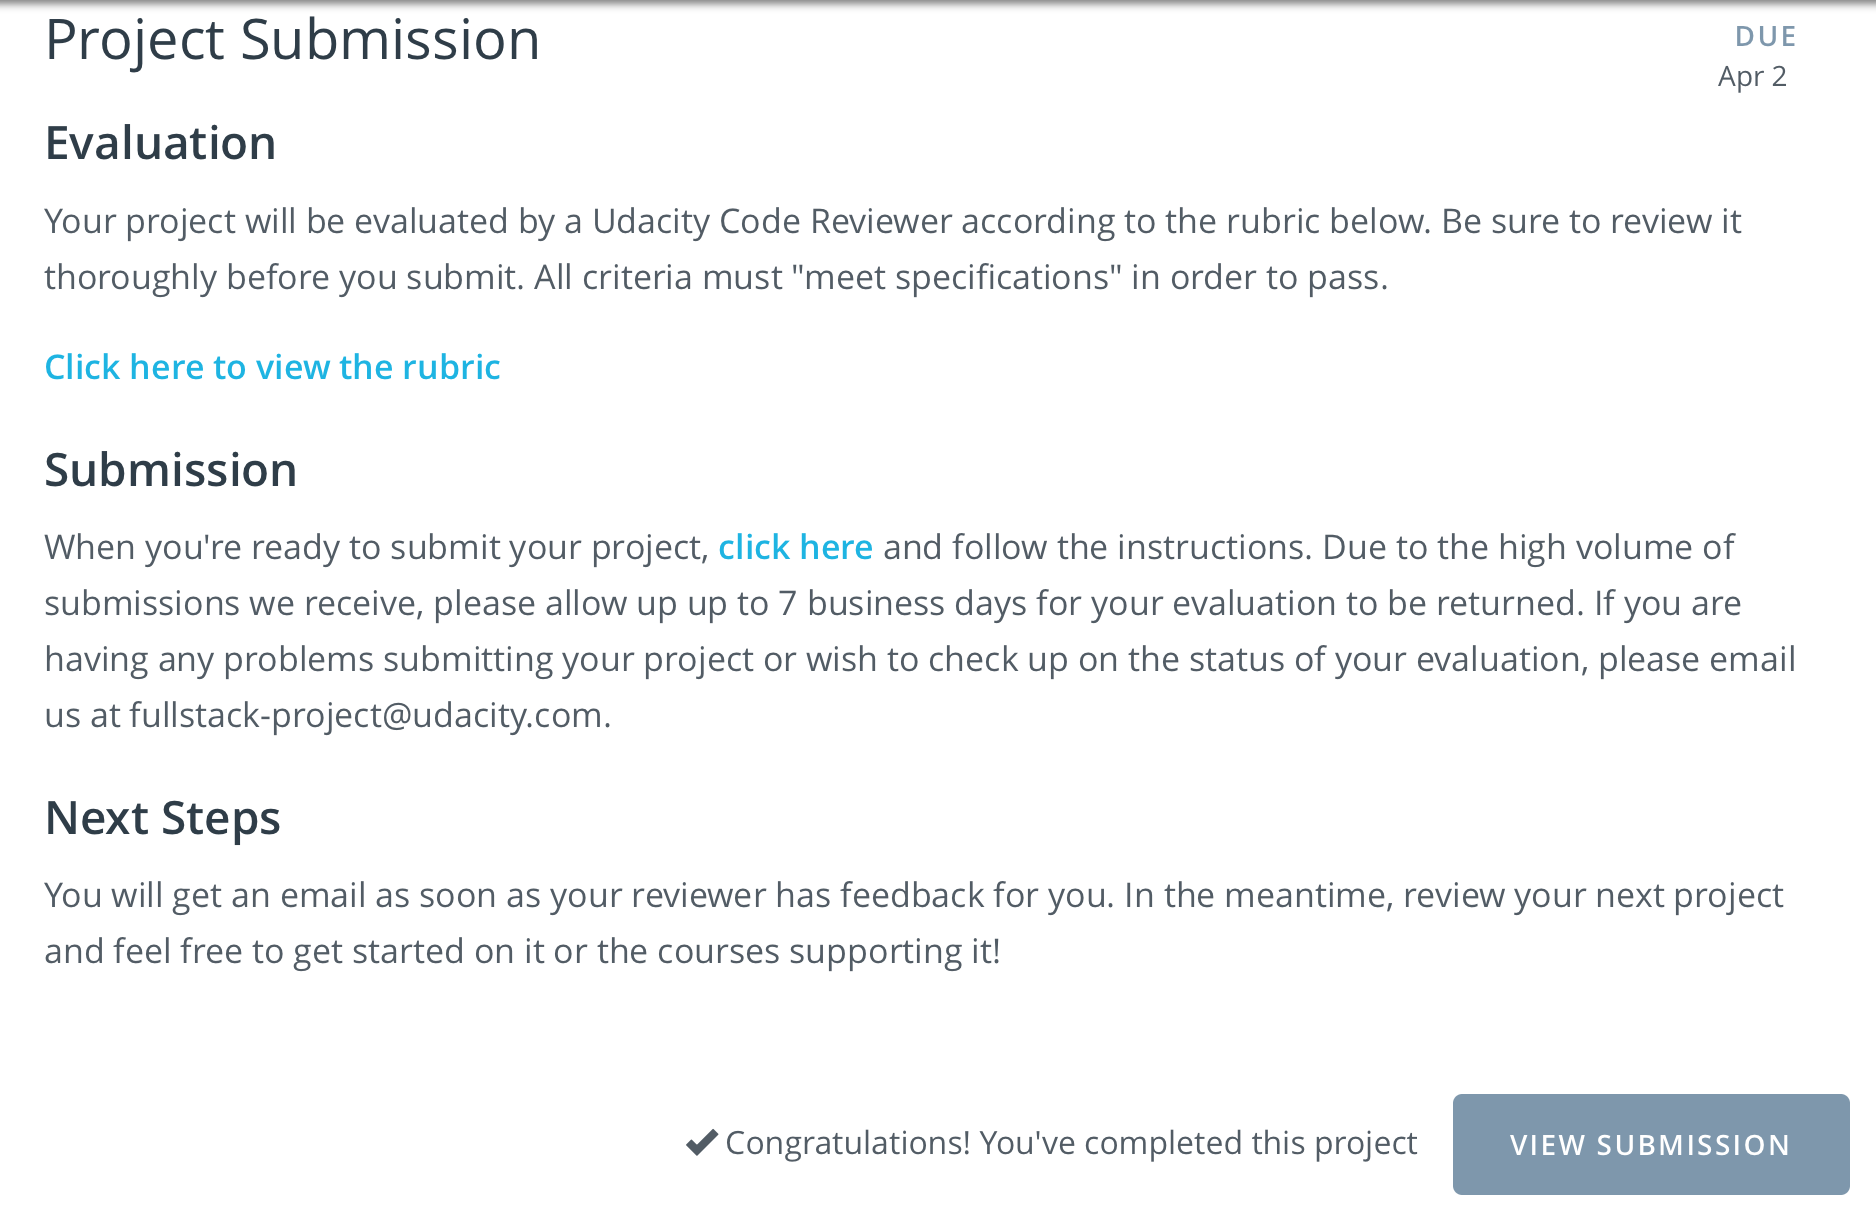 Project Submission
DUE
Apr 2
Evaluation
Your project will be evaluated by a Udacity Code Reviewer according to the rubric below. Be sure to review it
thoroughly before you submit. All criteria must "meet specifications" in order to pass.
Click here to view the rubric
Submission
When you're ready to submit your project, click here and follow the instructions. Due to the high volume of
submissions we receive, please allow up up to 7 business days for your evaluation to be returned. If you are
having any problems submitting your project or wish to check up on the status of your evaluation, please email
us at fullstack-project@udacity.com.
Next Steps
You will get an email as soon as your reviewer has feedback for you. In the meantime, review your next project
and feel free to get started on it or the courses supporting it!
Congratulations! You've completed this project
VIEW SUBMISSION